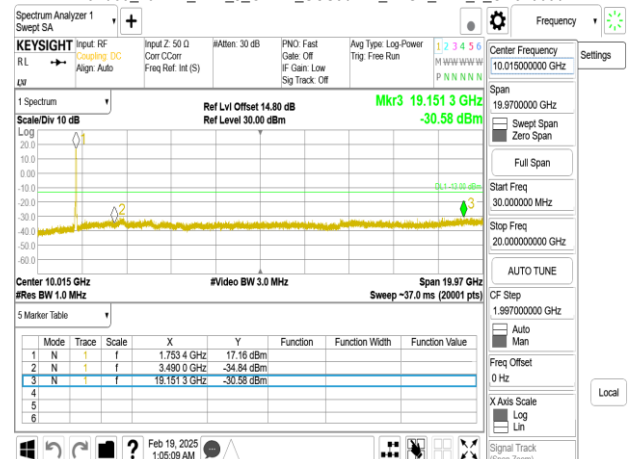 Spectrum Analyzer 1
Swept SA
Frequency
KEYSIGHT
RL
Input: RF
Coupling: DC
Align: Auto
Input Z: 50 Ω
Corr CCorr
Freq Ref: Int (S)
#Atten: 30 dB
PNO: Fast
Gate: Off
IF Gain: Low
Sig Track: Off
Avg Type: Log-Power
Trig: Free Run
1 2 3 4 5 6
M W W W W W
P N N N N N
Center Frequency
10.015000000 GHz
Settings
1 Spectrum
Scale/Div 10 dB
Ref Lvl Offset 14.80 dB
Ref Level 30.00 dBm
Mkr3 19.151 3 GHz
-30.58 dBm
Span
19.9700000 GHz
Swept Span
Zero Span
Full Span
Log
20.0
10.0
0.00
-10.0
-20.0
-30.0
-40.0
-50.0
-60.0
1
2
3
DL1 -13.00 dBm
Start Freq
30.000000 MHz
Stop Freq
20.000000000 GHz
AUTO TUNE
Center 10.015 GHz
#Video BW 3.0 MHz
Span 19.97 GHz
#Res BW 1.0 MHz
Sweep ~37.0 ms (20001 pts)
CF Step
1.997000000 GHz
Auto
Man
5 Marker Table
Mode Trace Scale X Y Function Function Width Function Value
1 N 1 f 1.753 4 GHz 17.16 dBm
2 N 1 f 3.490 0 GHz -34.84 dBm
3 N 1 f 19.151 3 GHz -30.58 dBm
4
5
6
Freq Offset
0 Hz
X Axis Scale
Log
Lin
Local
Signal Track
(Span Zoom)
?
Feb 19, 2025
1:05:09 AM